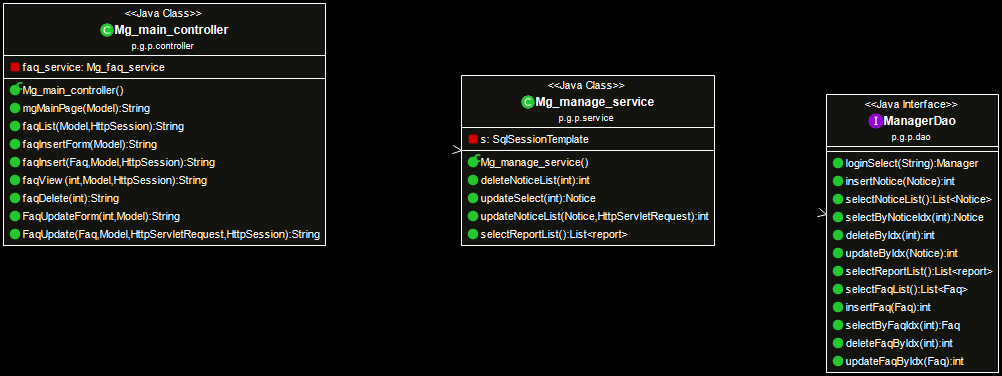 <<Java Class>>
Mg_main_controller
p.g.p.controller
faq_service: Mg_faq_service
Mg_main_controller()
mgMainPage(Model):String
faqList(Model,HttpSession):String
faqInsertForm(Model):String
faqInsert(Faq,Model,HttpSession):String
faqView (int,Model,HttpSession):String
faqDelete(int):String
FaqUpdateForm(int,Model):String
FaqUpdate(Faq,Model,HttpServletRequest,HttpSession):String
<<Java Class>>
Mg_manage_service
p.g.p.service
s: SqlSessionTemplate
Mg_manage_service()
deleteNoticeList(int):int
updateSelect(int):Notice
updateNoticeList(Notice,HttpServletRequest):int
selectReportList():List<report>
<<Java Interface>>
ManagerDao
p.g.p.dao
loginSelect(String):Manager
insertNotice(Notice):int
selectNoticeList():List<Notice>
selectByNoticeIdx(int):Notice
deleteByIdx(int):int
updateByIdx(Notice):int
selectReportList():List<report>
selectFaqList():List<Faq>
insertFaq(Faq):int
selectByFaqIdx(int):Faq
deleteFaqByIdx(int):int
updateFaqByIdx(Faq):int